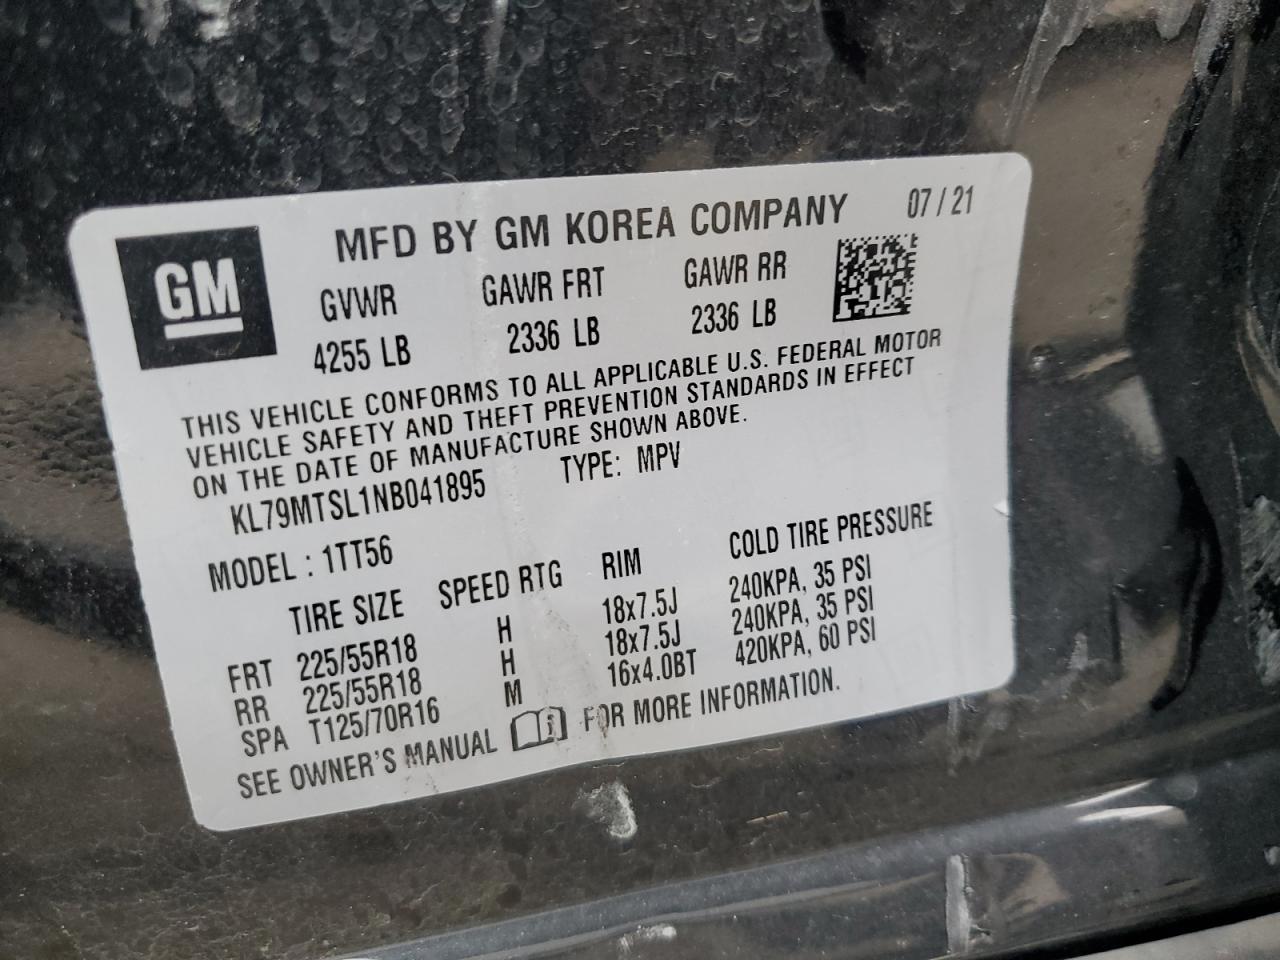 GM
MFD BY GM KOREA COMPANY 07 / 21
GVWR GAWR FRT GAWR RR
4255 LB 2336 LB 2336 LB
THIS VEHICLE CONFORMS TO ALL APPLICABLE U.S. FEDERAL MOTOR
VEHICLE SAFETY AND THEFT PREVENTION STANDARDS IN EFFECT
ON THE DATE OF MANUFACTURE SHOWN ABOVE.
KL79MTSL1NB041895 TYPE: MPV
MODEL : 1TT56
TIRE SIZE SPEED RTG RIM COLD TIRE PRESSURE
FRT 225/55R18 H 18x7.5J 240KPA, 35 PSI
RR 225/55R18 H 18x7.5J 240KPA, 35 PSI
SPA T125/70R16 M 16x4.0BT 420KPA, 60 PSI
SEE OWNER'S MANUAL i FOR MORE INFORMATION.